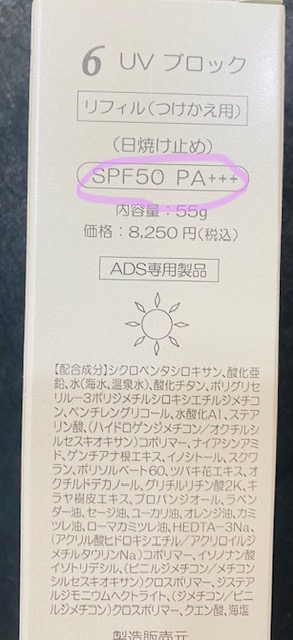 6 UV ブロック
リフィル(つけかえ用)
(日焼け止め)
SPF50 PA+++
内容量：55g
価格：8,250円(税込)
ADS専用製品
【配合成分】シクロペンタシロキサン、酸化亜
鉛、水(海水、温泉水)、酸化チタン、ポリグリセ
リル-3ポリジメチルシロキシエチルジメチコ
ン、ペンチレングリコール、水酸化A1、ステア
リン酸、(ハイドロゲンジメチコン/オクチルシ
ルセスキオキサン)コポリマー、ナイアシンアミ
ド、ゲンチアナ根エキス、イノシトール、スクワ
ラン、ポリソルベート60、ツバキ花エキス、オ
クチルドデカノール、グリチルリチン酸2K、キ
ラヤ樹皮エキス、プロパンジオール、ラベン
ダー油、セージ油、ユーカリ油、オレンジ油、カミ
ツレ油、ローマカミツレ油、HEDTA-3Na、
(アクリル酸ヒドロキシエチル/アクリロイルジ
メチルタウリンNa)コポリマー、イソノナン酸
イソトリデシル、(ビニルジメチコン/メチコン
シルセスキオキサン)クロスポリマー、ジステア
ルジモニウムヘクトライト、(ジメチコン/ビニ
ルジメチコン)クロスポリマー、クエン酸、海塩
製造販売元